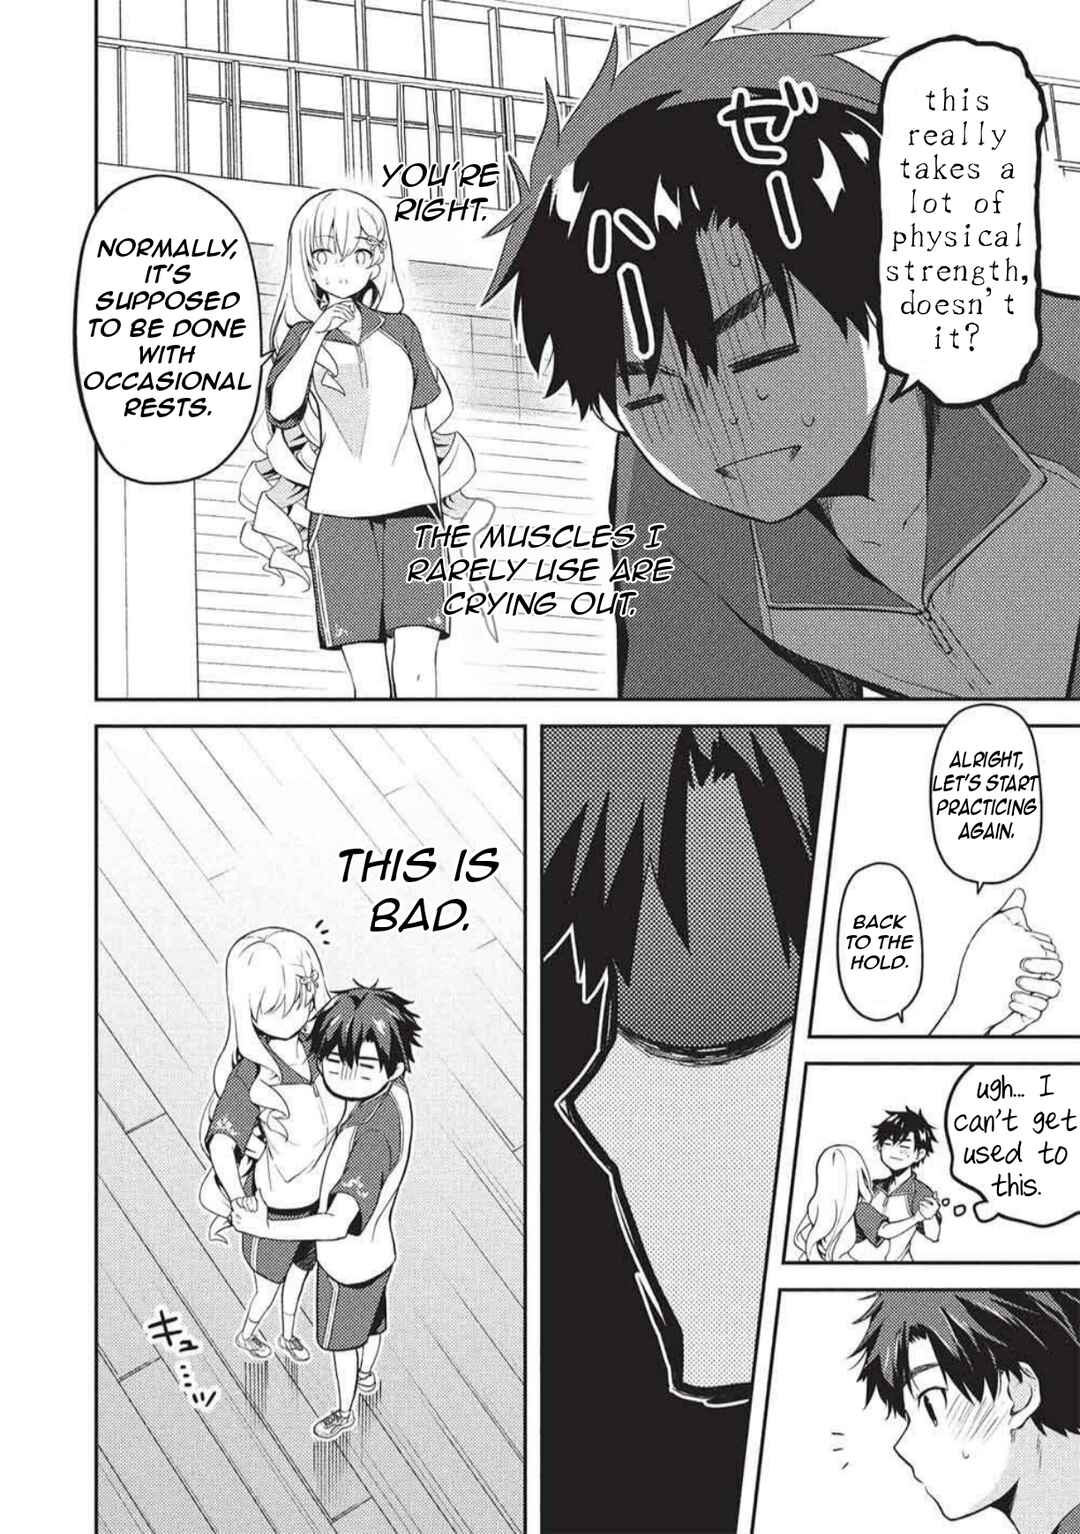 this
really
takes a
lot of
physical
strength,
doesn't
it?
ゼー
ハー
YOU'RE
RIGHT.
NORMALLY,
IT'S
SUPPOSED
TO BE DONE
WITH
OCCASIONAL
RESTS.
THE MUSCLES I
RARELY USE ARE
CRYING OUT.
ALRIGHT,
LET'S START
PRACTICING
AGAIN.
BACK
TO THE
HOLD.
ugh... I
can't get
used to
this.
THIS IS
BAD.
キュ...ッ